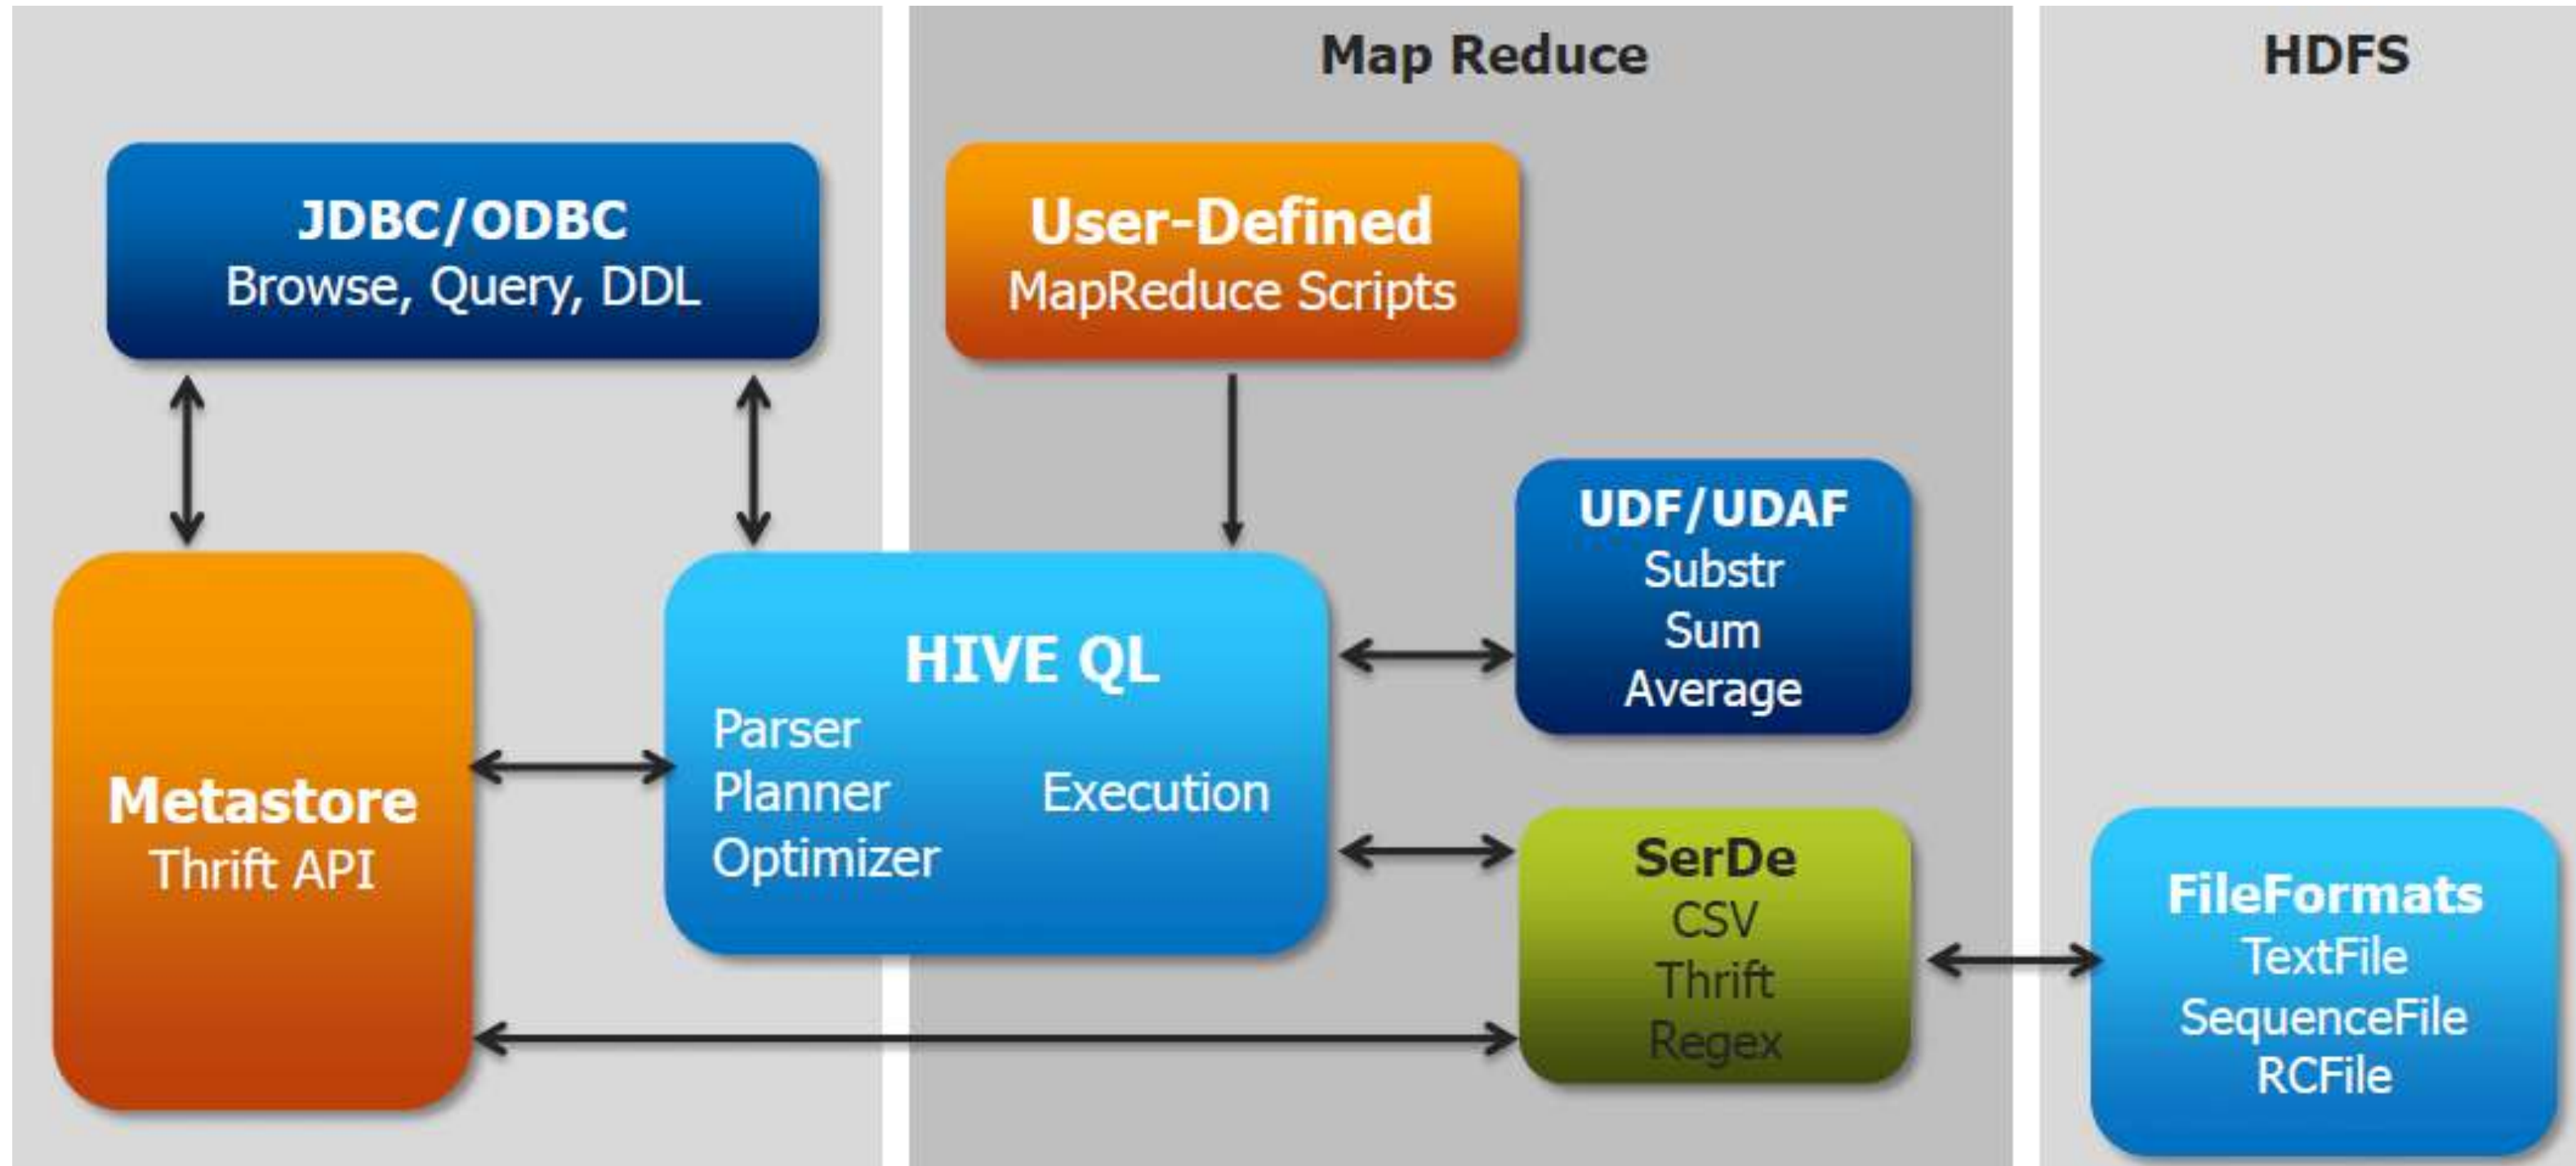 Map Reduce
HDFS
JDBC/ODBC
Browse, Query, DDL
User-Defined
MapReduce Scripts
UDF/UDAF
Substr
Sum
Average
HIVE QL
Parser
Planner
Optimizer
Execution
Metastore
Thrift API
SerDe
CSV
Thrift
Regex
FileFormats
TextFile
SequenceFile
RCFile